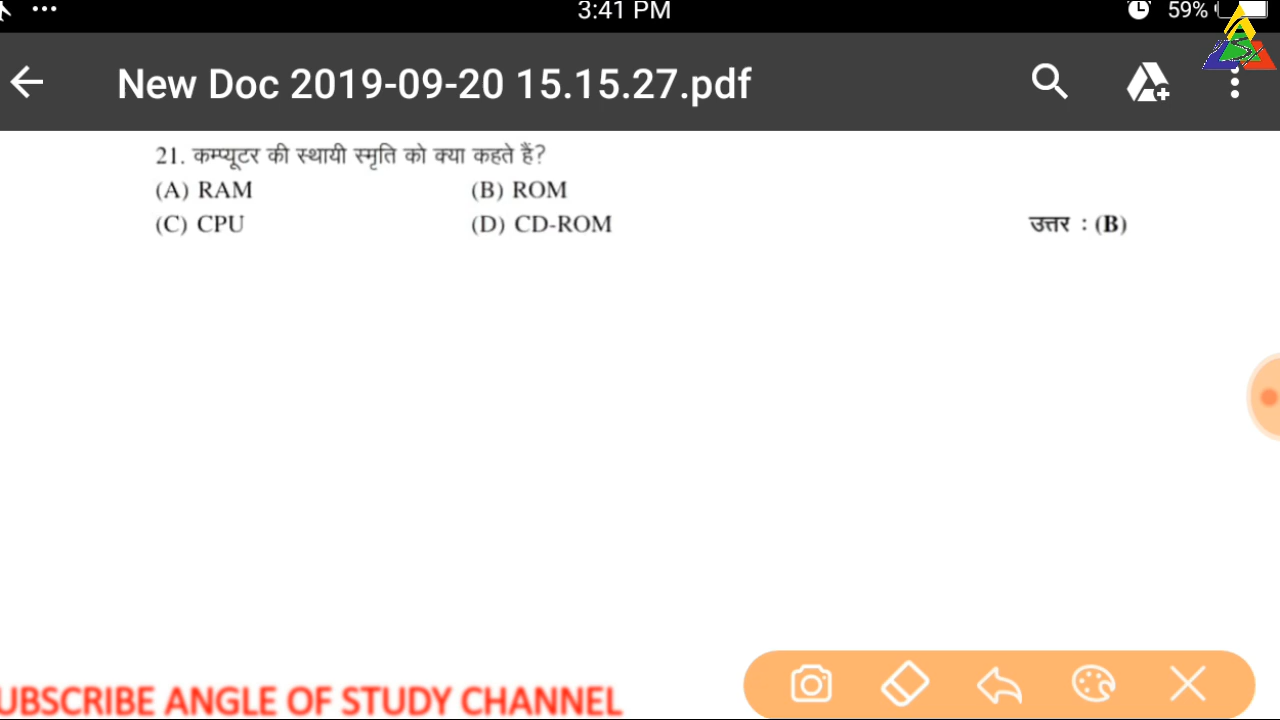 3:41 PM
59%
New Doc 2019-09-20 15.15.27.pdf
21. कम्प्यूटर की स्थायी स्मृति को क्या कहते हैं?
(A) RAM (B) ROM
(C) CPU (D) CD-ROM उत्तर : (B)
UBSCRIBE ANGLE OF STUDY CHANNEL